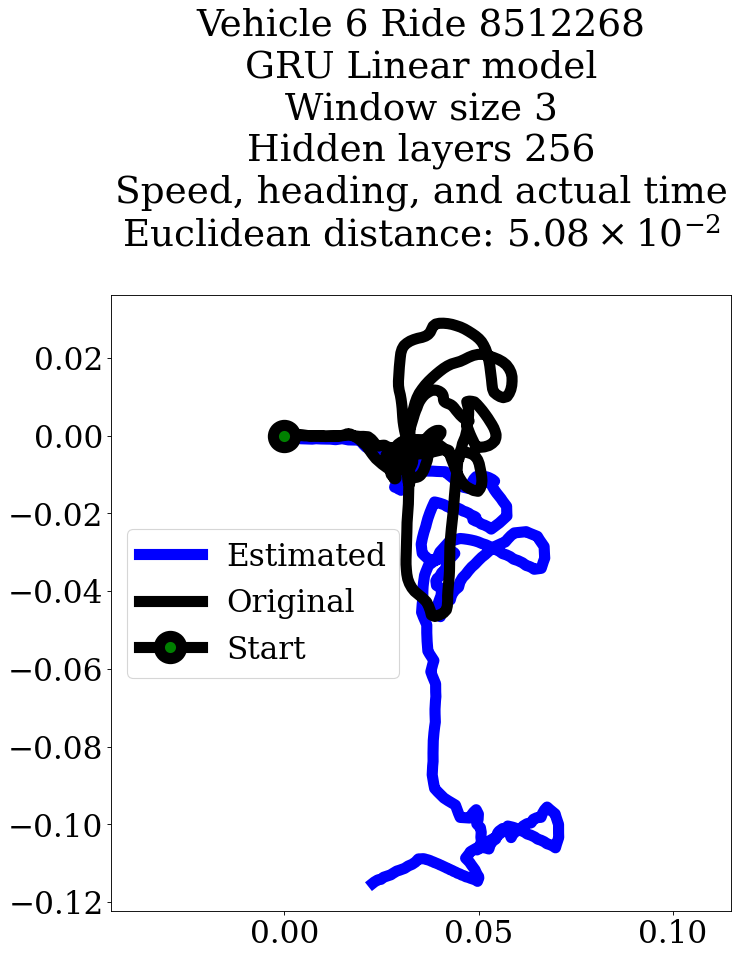 Vehicle 6 Ride 8512268
GRU Linear model
Window size 3
Hidden layers 256
Speed, heading, and actual time
Euclidean distance: 5.08 × 10⁻²
0.02
0.00
−0.02
−0.04
−0.06
−0.08
−0.10
−0.12
Estimated
Original
Start
0.00 0.05 0.10